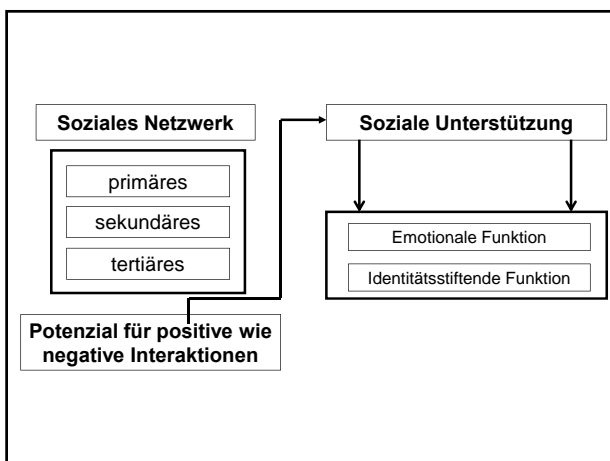 Soziales Netzwerk
primäres
sekundäres
tertiäres
Potenzial für positive wie
negative Interaktionen
Soziale Unterstützung
Emotionale Funktion
Identitätsstiftende Funktion